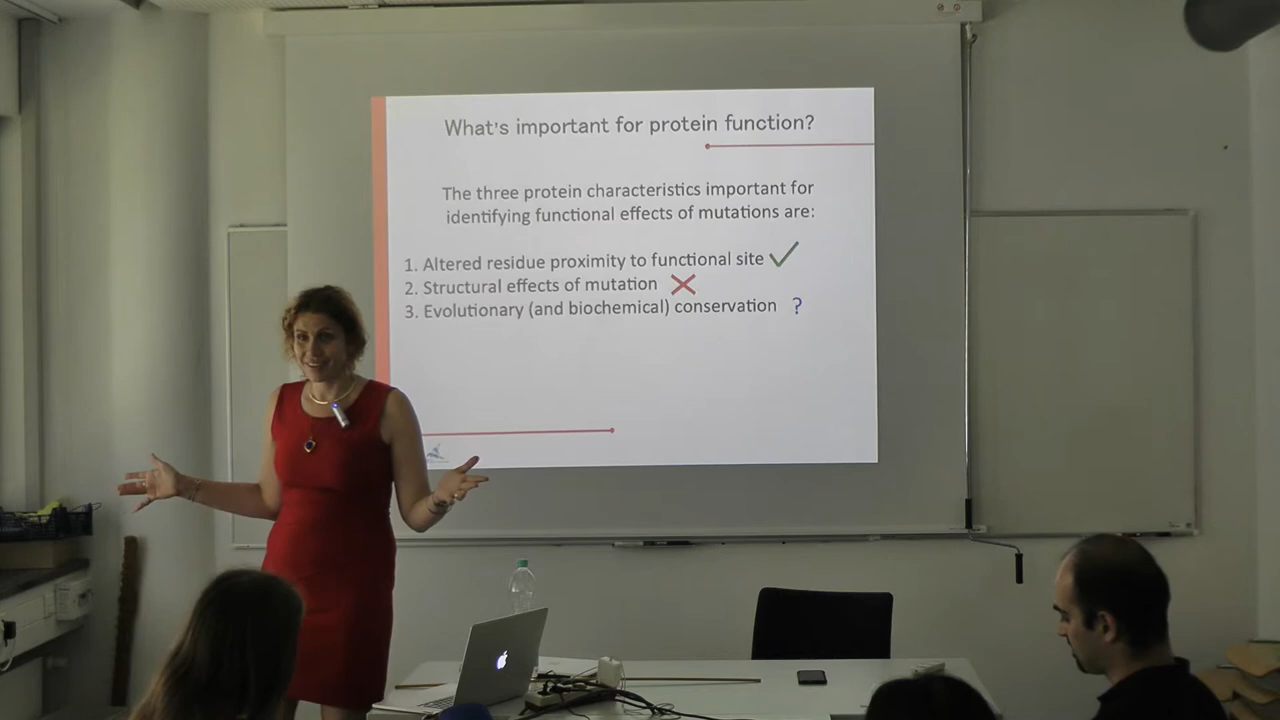 What's important for protein function?
The three protein characteristics important for
identifying functional effects of mutations are:
1. Altered residue proximity to functional site
2. Structural effects of mutation
3. Evolutionary (and biochemical) conservation ?